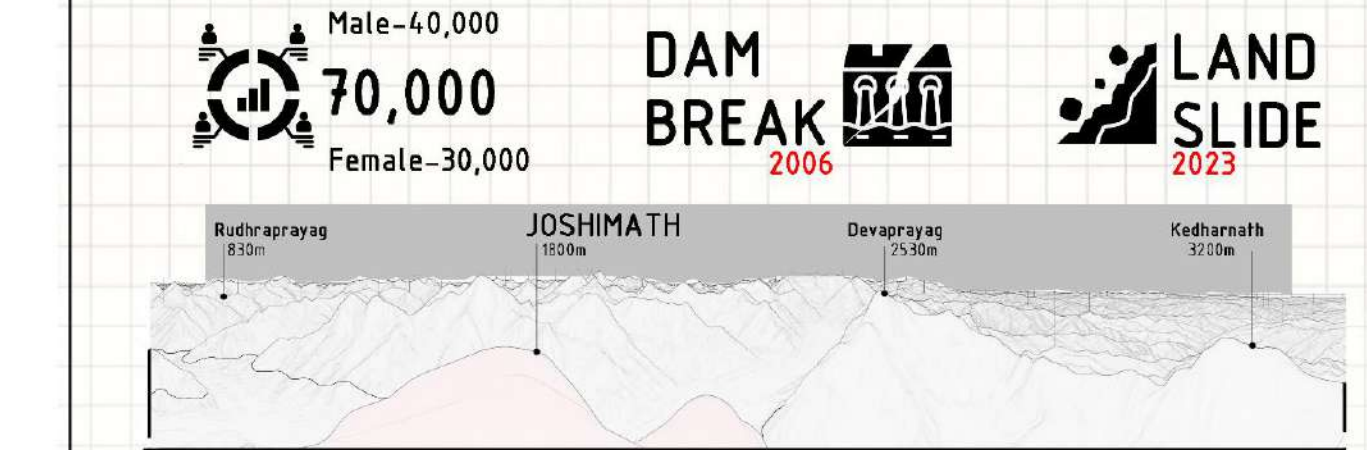 Male-40,000
70,000
Female-30,000
DAM
BREAK
2006
LAND
SLIDE
2023
Rudhraprayag
830m
JOSHIMATH
1800m
Devaprayag
2530m
Kedharnath
3200m